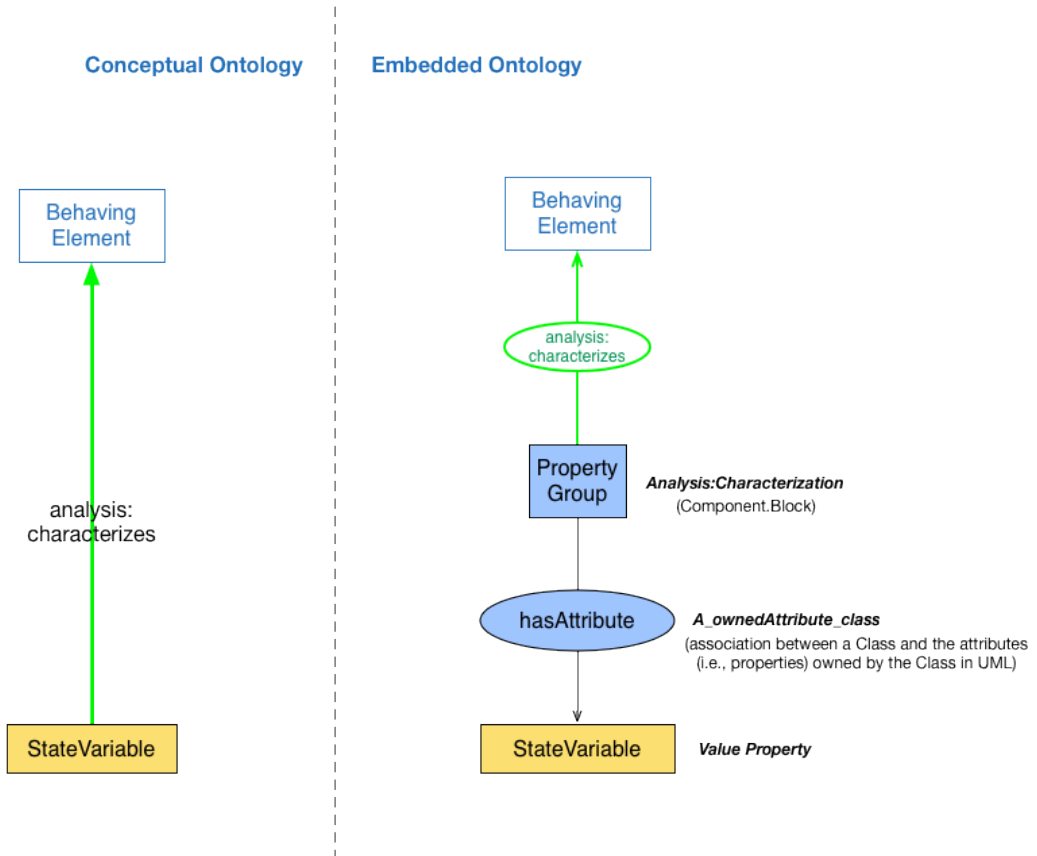 Conceptual Ontology
Embedded Ontology
Behaving
Element
analysis:
characterizes
StateVariable
Behaving
Element
analysis:
characterizes
Property
Group
Analysis:Characterization
(Component.Block)
hasAttribute
A_ownedAttribute_class
(association between a Class and the attributes
(i.e., properties) owned by the Class in UML)
StateVariable
Value Property